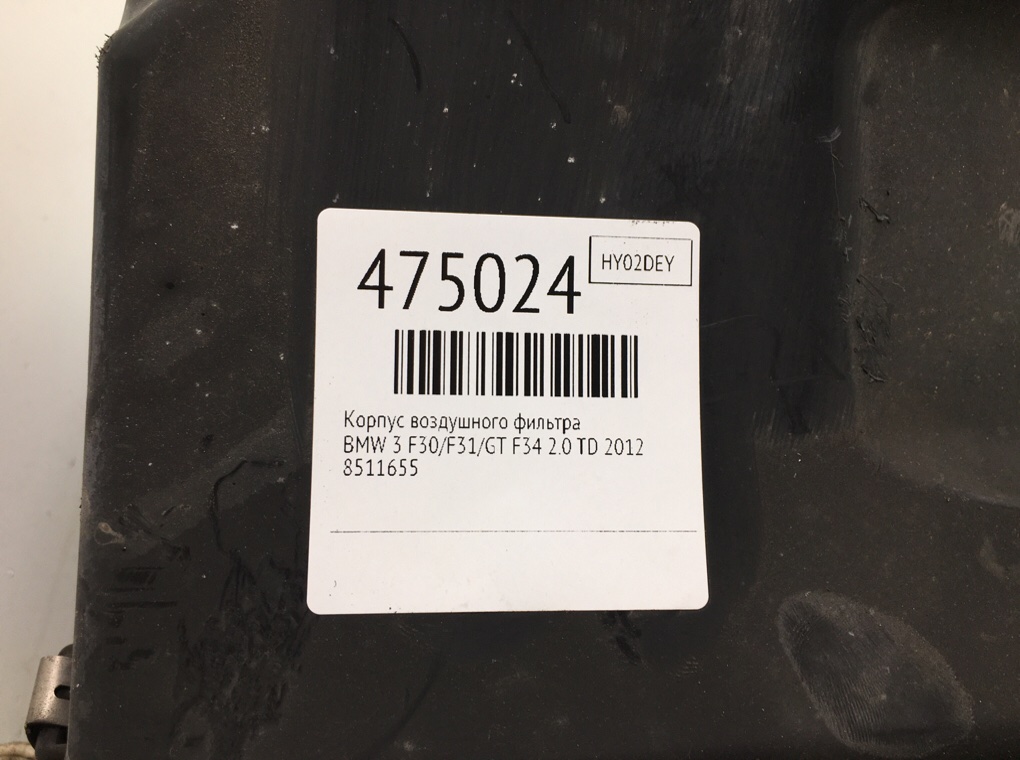 475024
HY02DEY
Корпус воздушного фильтра
BMW 3 F30/F31/GT F34 2.0 TD 2012
8511655